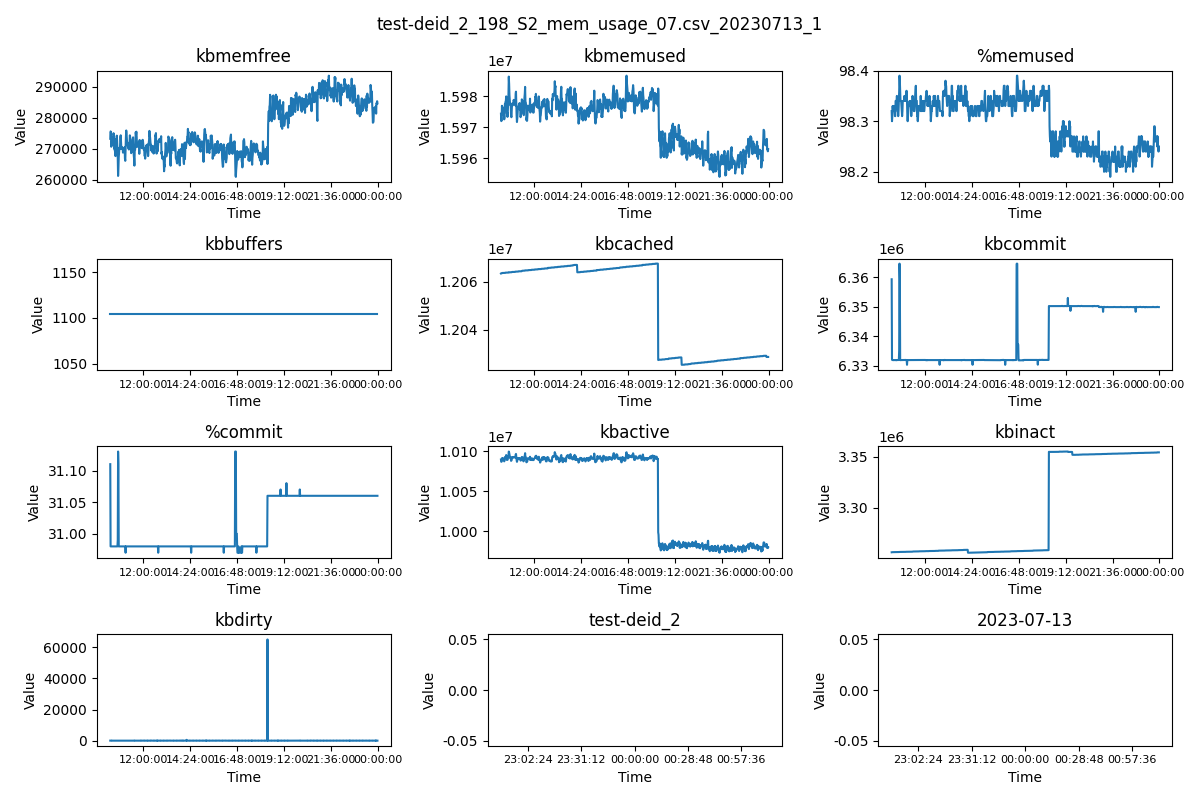 test-deid_2_198_S2_mem_usage_07.csv_20230713_1
kbmemfree
Value
290000
280000
270000
260000
12:00:00 14:24:00 16:48:00 19:12:00 21:36:00 00:00:00
Time
kbmemused
1e7
Value
1.598
1.597
1.596
12:00:00 14:24:00 16:48:00 19:12:00 21:36:00 00:00:00
Time
%memused
Value
98.4
98.3
98.2
12:00:00 14:24:00 16:48:00 19:12:00 21:36:00 00:00:00
Time
kbbuffers
Value
1150
1100
1050
12:00:00 14:24:00 16:48:00 19:12:00 21:36:00 00:00:00
Time
kbcached
1e7
Value
1.206
1.204
12:00:00 14:24:00 16:48:00 19:12:00 21:36:00 00:00:00
Time
kbcommit
1e6
Value
6.36
6.35
6.34
6.33
12:00:00 14:24:00 16:48:00 19:12:00 21:36:00 00:00:00
Time
%commit
Value
31.10
31.05
31.00
12:00:00 14:24:00 16:48:00 19:12:00 21:36:00 00:00:00
Time
kbactive
1e7
Value
1.010
1.005
1.000
12:00:00 14:24:00 16:48:00 19:12:00 21:36:00 00:00:00
Time
kbinact
1e6
Value
3.35
3.30
12:00:00 14:24:00 16:48:00 19:12:00 21:36:00 00:00:00
Time
kbdirty
Value
60000
40000
20000
0
12:00:00 14:24:00 16:48:00 19:12:00 21:36:00 00:00:00
Time
test-deid_2
Value
0.05
0.00
-0.05
23:02:24 23:31:12 00:00:00 00:28:48 00:57:36
Time
2023-07-13
Value
0.05
0.00
-0.05
23:02:24 23:31:12 00:00:00 00:28:48 00:57:36
Time